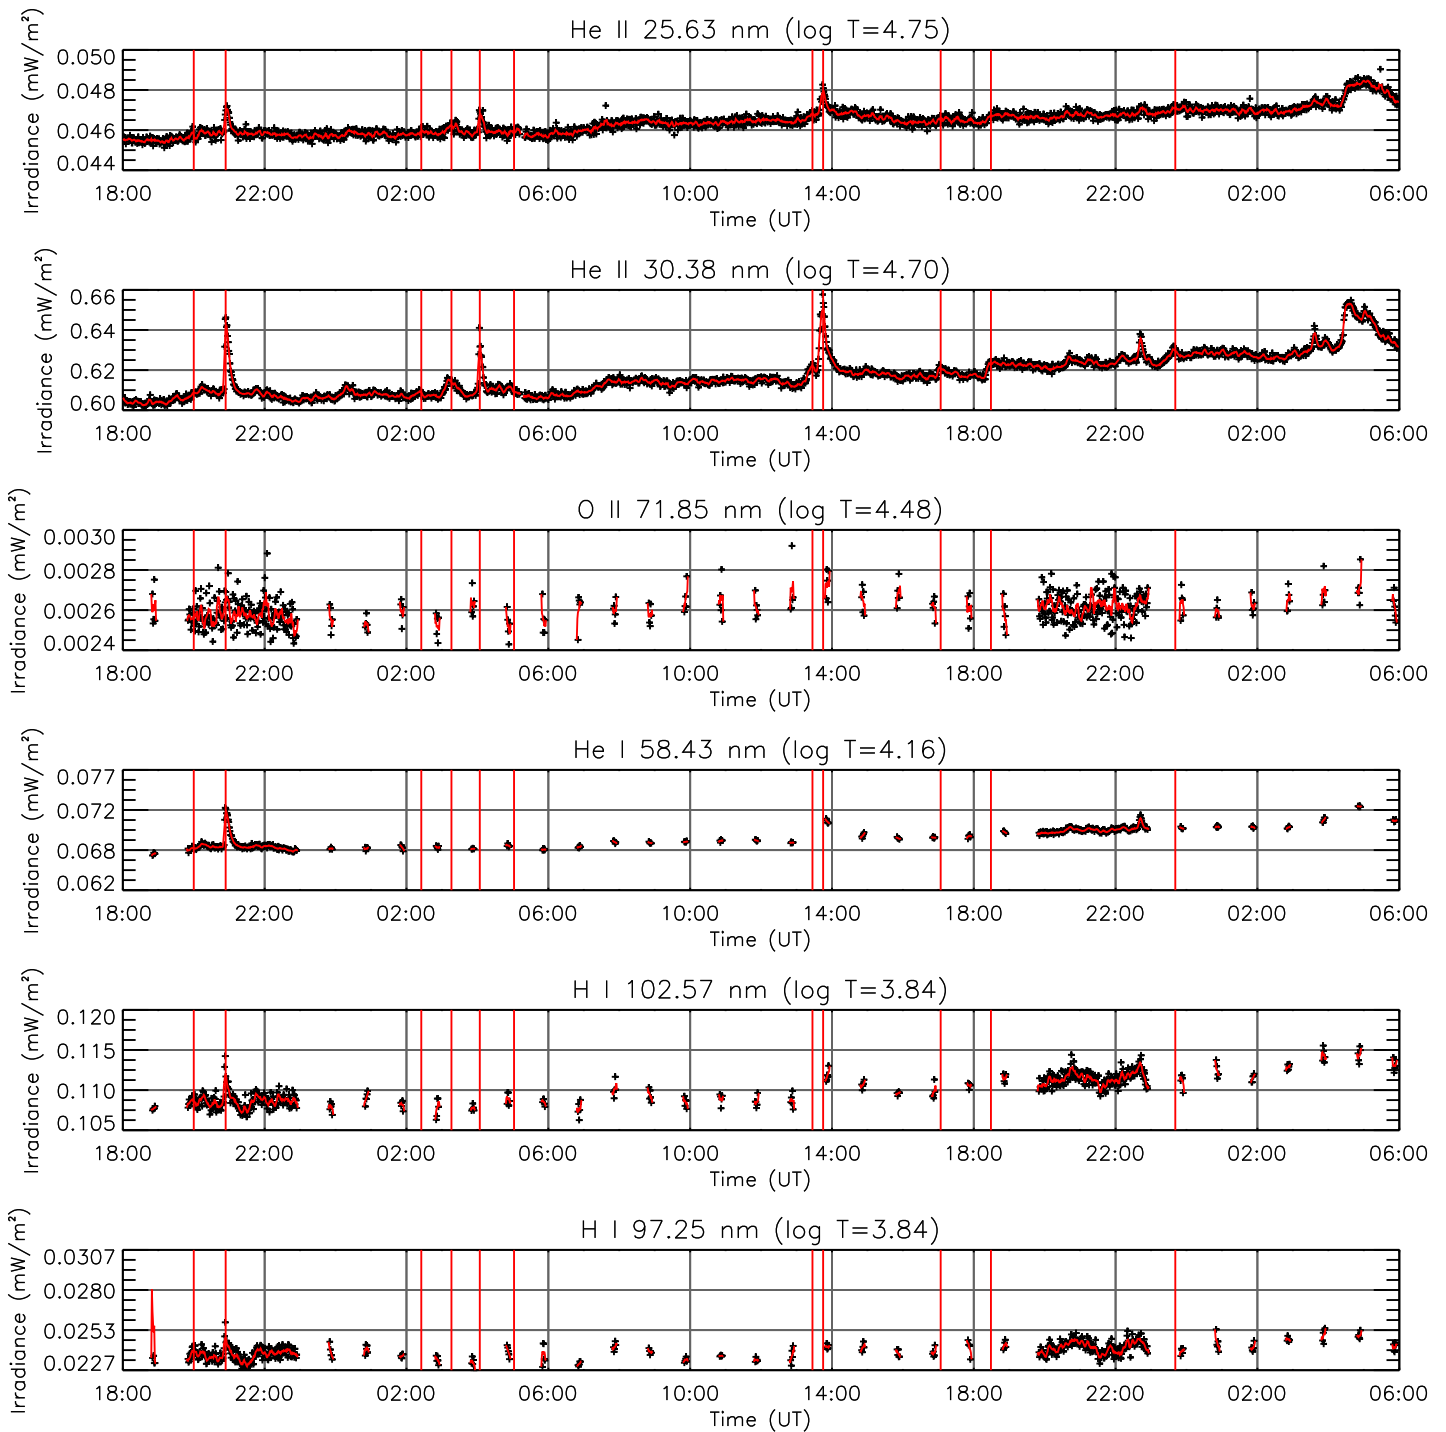 He II 25.63 nm (log T=4.75)
Irradiance (mW/m²)
0.050
0.048
0.046
0.044
18:00 22:00 02:00 06:00 10:00 14:00 18:00 22:00 02:00 06:00
Time (UT)
He II 30.38 nm (log T=4.70)
Irradiance (mW/m²)
0.66
0.64
0.62
0.60
18:00 22:00 02:00 06:00 10:00 14:00 18:00 22:00 02:00 06:00
Time (UT)
O II 71.85 nm (log T=4.48)
Irradiance (mW/m²)
0.0030
0.0028
0.0026
0.0024
18:00 22:00 02:00 06:00 10:00 14:00 18:00 22:00 02:00 06:00
Time (UT)
He I 58.43 nm (log T=4.16)
Irradiance (mW/m²)
0.077
0.072
0.068
0.062
18:00 22:00 02:00 06:00 10:00 14:00 18:00 22:00 02:00 06:00
Time (UT)
H I 102.57 nm (log T=3.84)
Irradiance (mW/m²)
0.120
0.115
0.110
0.105
18:00 22:00 02:00 06:00 10:00 14:00 18:00 22:00 02:00 06:00
Time (UT)
H I 97.25 nm (log T=3.84)
Irradiance (mW/m²)
0.0307
0.0280
0.0253
0.0227
18:00 22:00 02:00 06:00 10:00 14:00 18:00 22:00 02:00 06:00
Time (UT)